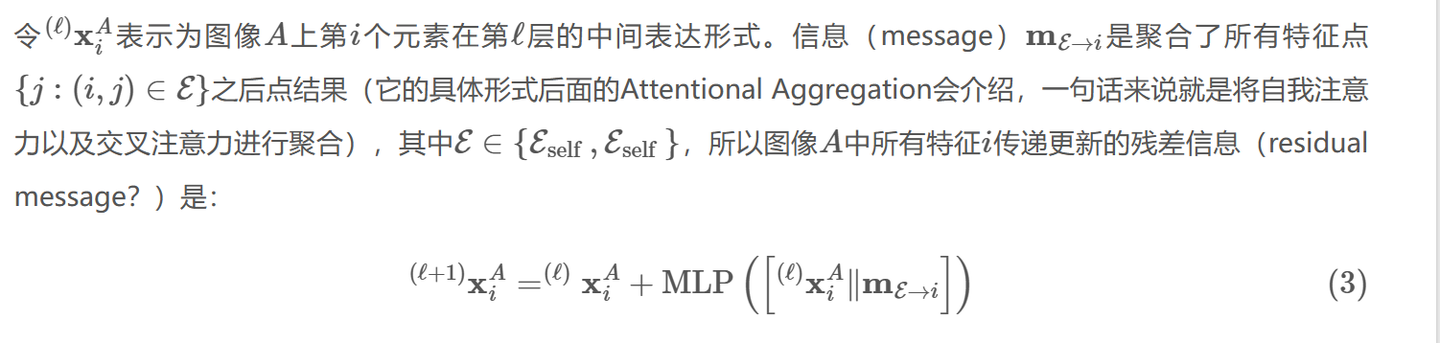 令$^{(\ell)}\mathbf{x}_i^A$表示为图像$A$上第$i$个元素在第$\ell$层的中间表达形式。信息（message）$\mathbf{m}_{\mathcal{E}\rightarrow i}$是聚合了所有特征点
$\{j:(i,j)\in\mathcal{E}\}$之后点结果（它的具体形式后面的Attentional Aggregation会介绍，一句话来说就是将自我注意
力以及交叉注意力进行聚合），其中$\mathcal{E}\in\{\mathcal{E}_{\text{self}},\mathcal{E}_{\text{self}}\}$，所以图像$A$中所有特征$i$传递更新的残差信息（residual
message？）是：
$^{(\ell+1)}\mathbf{x}_i^A=^{(\ell)}\mathbf{x}_i^A+\text{MLP}\left(\left[^{(\ell)}\mathbf{x}_i^A\|\mathbf{m}_{\mathcal{E}\rightarrow i}\right]\right)$ (3)